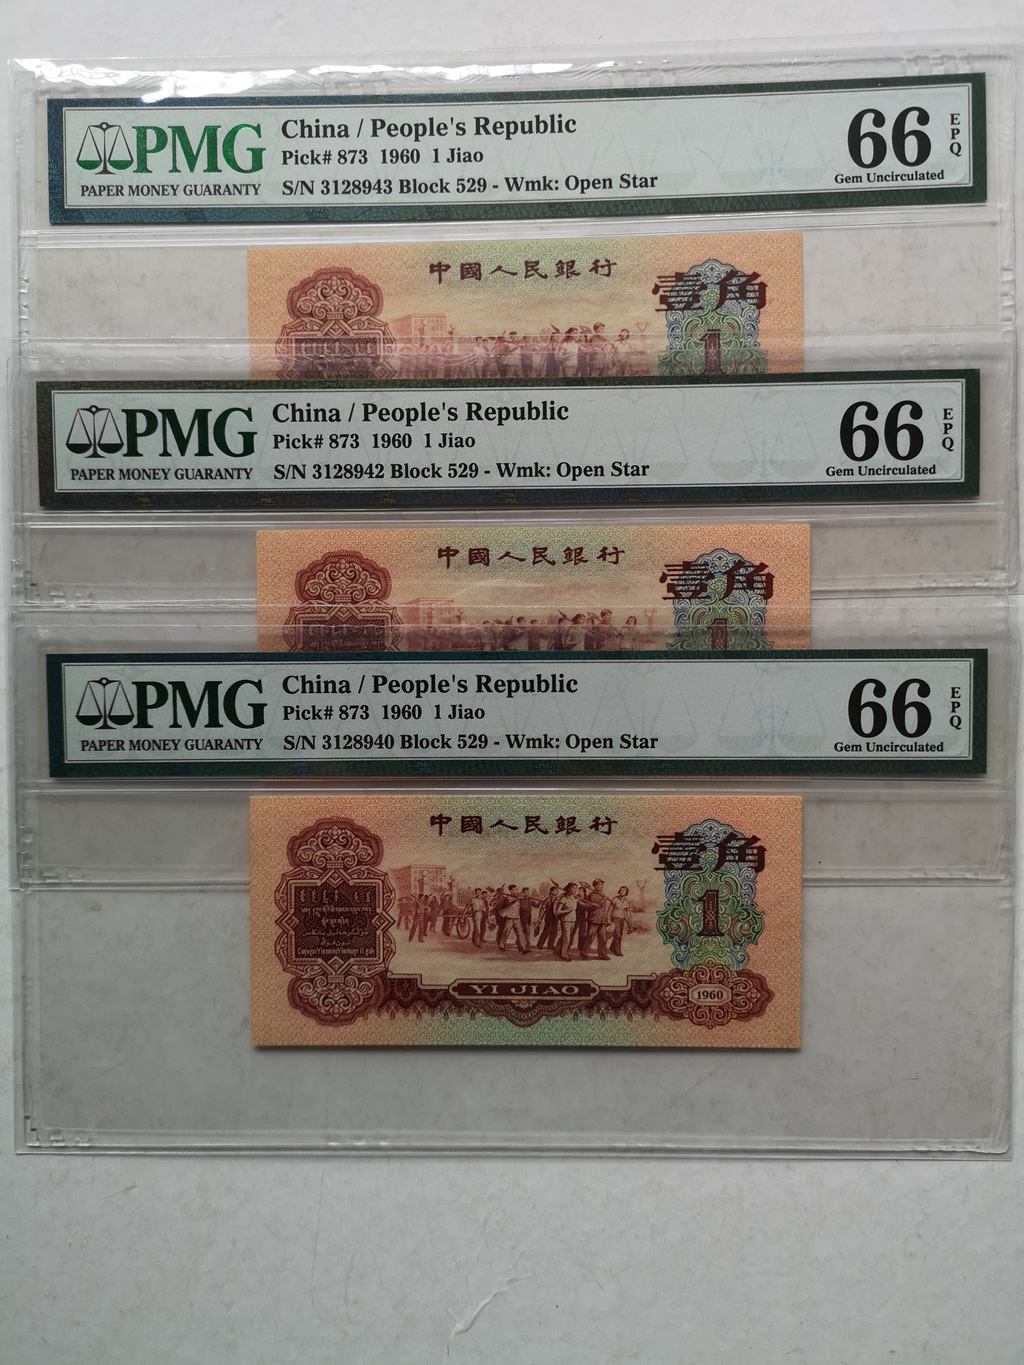 PMG
PAPER MONEY GUARANTY
China / People's Republic
Pick# 873 1960 1 Jiao
S/N 3128943 Block 529 - Wmk: Open Star
66
EPQ
Gem Uncirculated
中國人民銀行
壹角
1
PMG
PAPER MONEY GUARANTY
China / People's Republic
Pick# 873 1960 1 Jiao
S/N 3128942 Block 529 - Wmk: Open Star
66
EPQ
Gem Uncirculated
中國人民銀行
壹角
1
PMG
PAPER MONEY GUARANTY
China / People's Republic
Pick# 873 1960 1 Jiao
S/N 3128940 Block 529 - Wmk: Open Star
66
EPQ
Gem Uncirculated
中國人民銀行
壹角
1
YI JIAO
1960